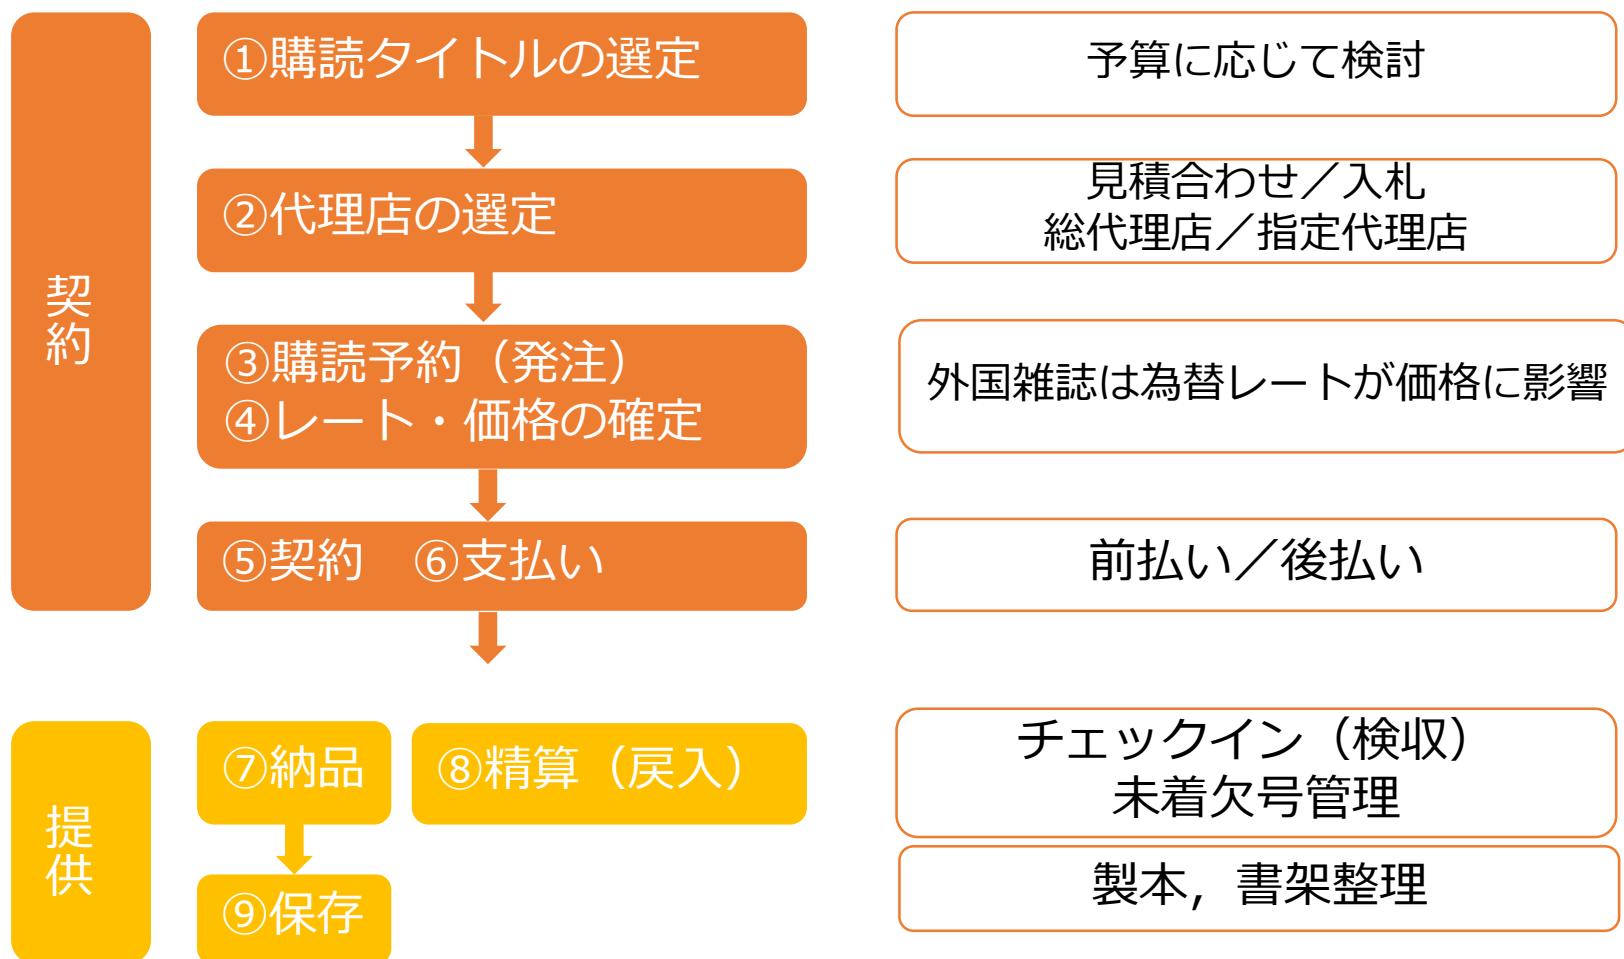 契約
①購読タイトルの選定
予算に応じて検討
②代理店の選定
見積合わせ／入札
総代理店／指定代理店
③購読予約（発注）
④レート・価格の確定
外国雑誌は為替レートが価格に影響
⑤契約　⑥支払い
前払い／後払い
提供
⑦納品
⑧精算（戻入）
チェックイン（検収）
未着欠号管理
⑨保存
製本，書架整理